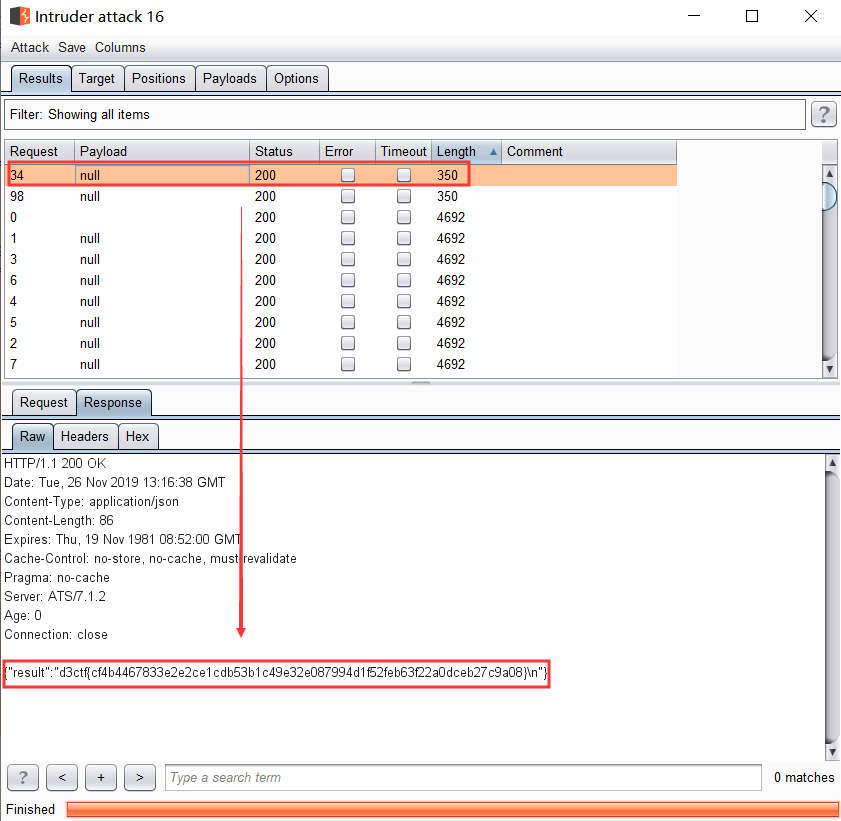 Intruder attack 16
Attack Save Columns
Results Target Positions Payloads Options
Filter: Showing all items ?
Request Payload Status Error Timeout Length Comment
34 null 200 350
98 null 200 350
0 200 4692
1 null 200 4692
3 null 200 4692
6 null 200 4692
4 null 200 4692
5 null 200 4692
2 null 200 4692
7 null 200 4692
Request Response
Raw Headers Hex
HTTP/1.1 200 OK
Date: Tue, 26 Nov 2019 13:16:38 GMT
Content-Type: application/json
Content-Length: 86
Expires: Thu, 19 Nov 1981 08:52:00 GMT
Cache-Control: no-store, no-cache, must-revalidate
Pragma: no-cache
Server: ATS/7.1.2
Age: 0
Connection: close
{"result":"d3ctf{cf4b4467833e2e2ce1cdb53b1c49e32e087994d1f52feb63f22a0dceb27c9a08}\n"}
? < + > Type a search term 0 matches
Finished